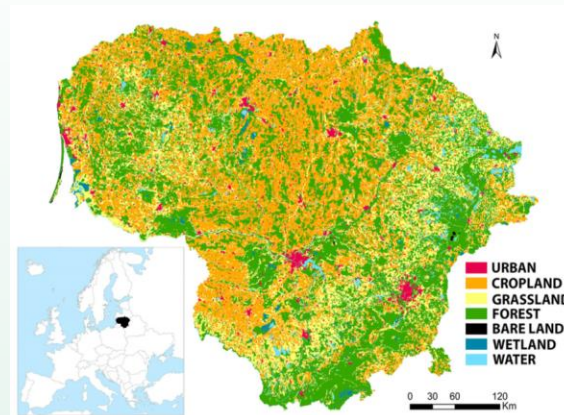 N
URBAN
CROPLAND
GRASSLAND
FOREST
BARE LAND
WETLAND
WATER
0 30 60 120
Km